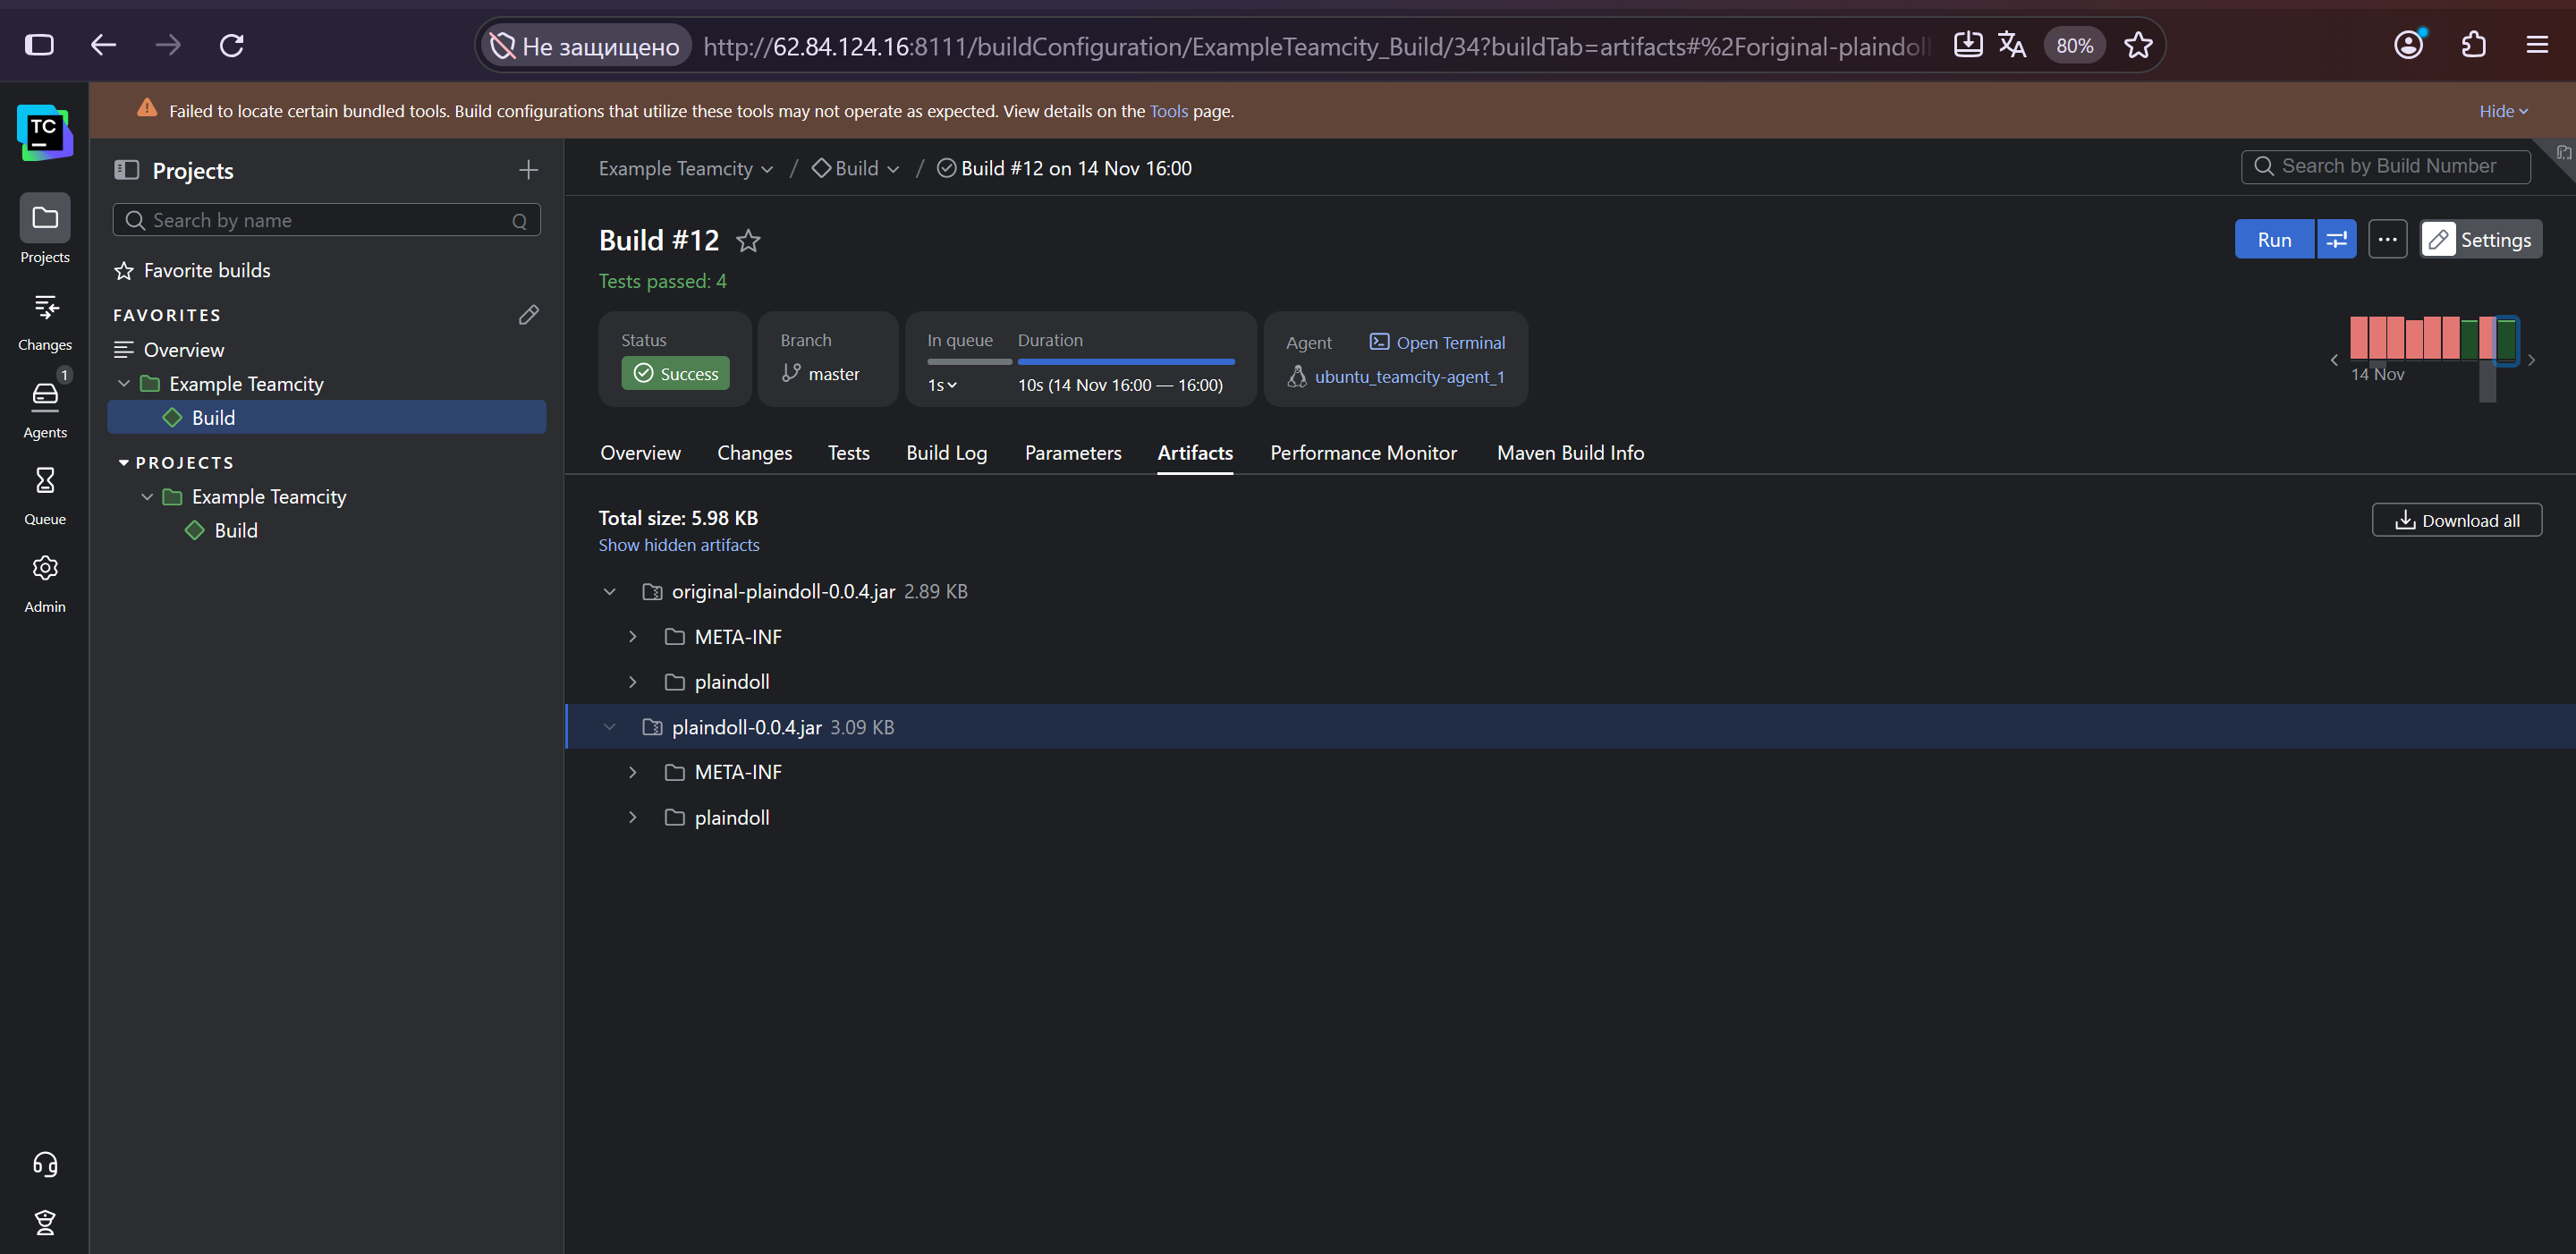 Не защищено http://62.84.124.16:8111/buildConfiguration/ExampleTeamcity_Build/34?buildTab=artifacts#%2Foriginal-plaindoll 80%
Failed to locate certain bundled tools. Build configurations that utilize these tools may not operate as expected. View details on the Tools page. Hide
TC
Projects
Changes
1
Agents
Queue
Admin
Projects
Search by name Q
Favorite builds
FAVORITES
Overview
Example Teamcity
Build
PROJECTS
Example Teamcity
Build
Example Teamcity / Build / Build #12 on 14 Nov 16:00
Search by Build Number
Build #12
Run ... Settings
Tests passed: 4
Status
Success
Branch
master
In queue Duration
1s 10s (14 Nov 16:00 — 16:00)
Agent Open Terminal
ubuntu_teamcity-agent_1
14 Nov
Overview Changes Tests Build Log Parameters Artifacts Performance Monitor Maven Build Info
Total size: 5.98 KB
Download all
Show hidden artifacts
original-plaindoll-0.0.4.jar 2.89 KB
META-INF
plaindoll
plaindoll-0.0.4.jar 3.09 KB
META-INF
plaindoll